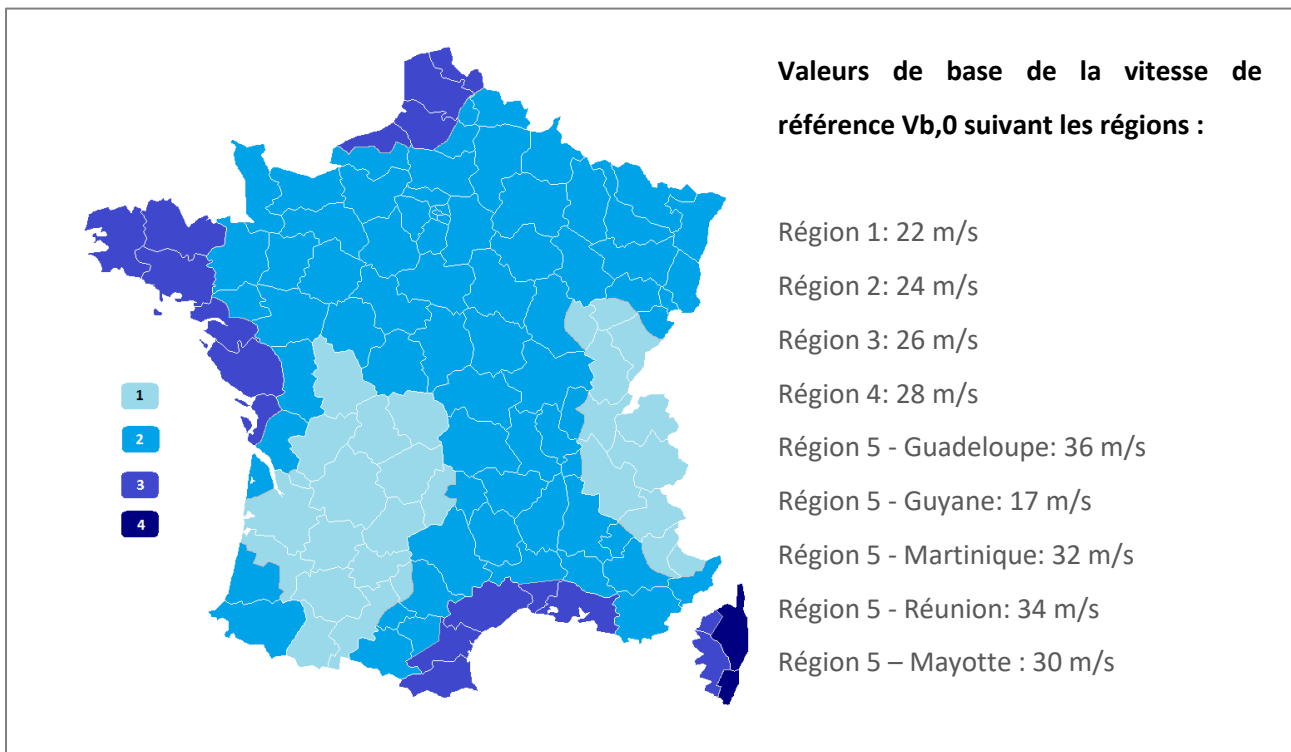 Valeurs de base de la vitesse de
référence Vb,0 suivant les régions :
Région 1: 22 m/s
Région 2: 24 m/s
Région 3: 26 m/s
Région 4: 28 m/s
Région 5 - Guadeloupe: 36 m/s
Région 5 - Guyane: 17 m/s
Région 5 - Martinique: 32 m/s
Région 5 - Réunion: 34 m/s
Région 5 – Mayotte : 30 m/s
1
2
3
4